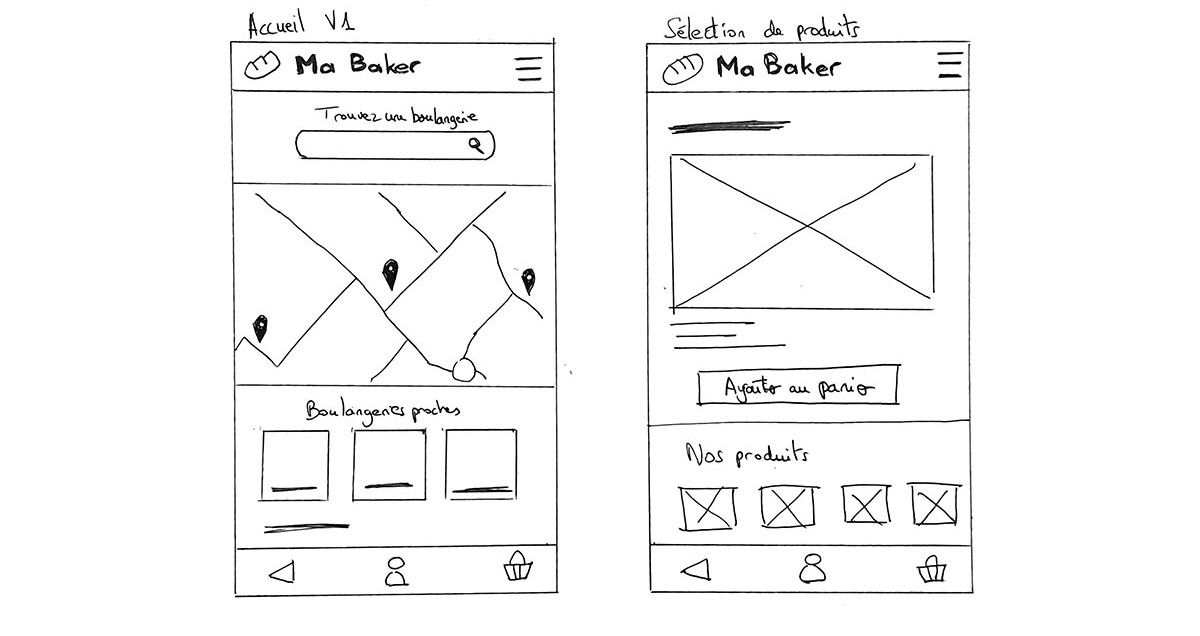 Accueil V1
Ma Baker
Trouvez une boulangerie
Boulangeries proches
Sélection de produits
Ma Baker
Ajouter au panier
Nos produits